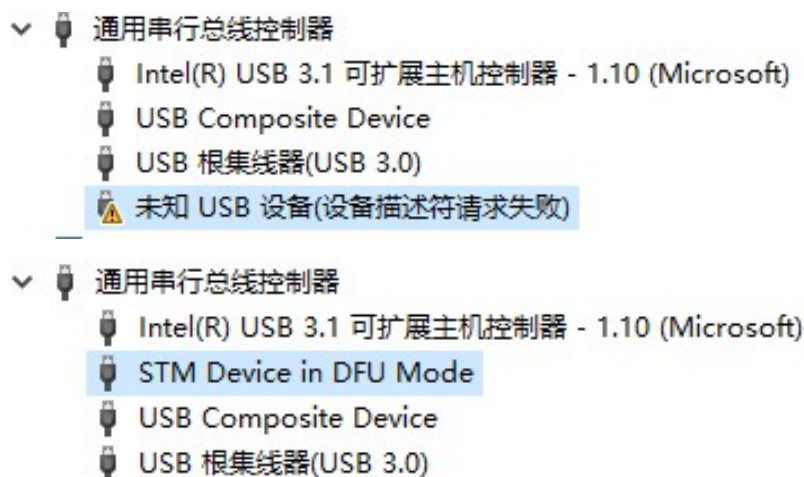 通用串行总线控制器
Intel(R) USB 3.1 可扩展主机控制器 - 1.10 (Microsoft)
USB Composite Device
USB 根集线器(USB 3.0)
未知 USB 设备(设备描述符请求失败)
通用串行总线控制器
Intel(R) USB 3.1 可扩展主机控制器 - 1.10 (Microsoft)
STM Device in DFU Mode
USB Composite Device
USB 根集线器(USB 3.0)